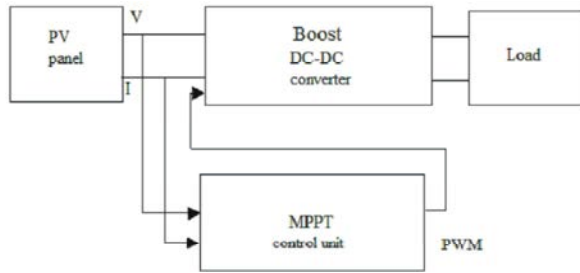 V
PV
panel
I
Boost
DC-DC
converter
Load
MPPT
control unit
PWM